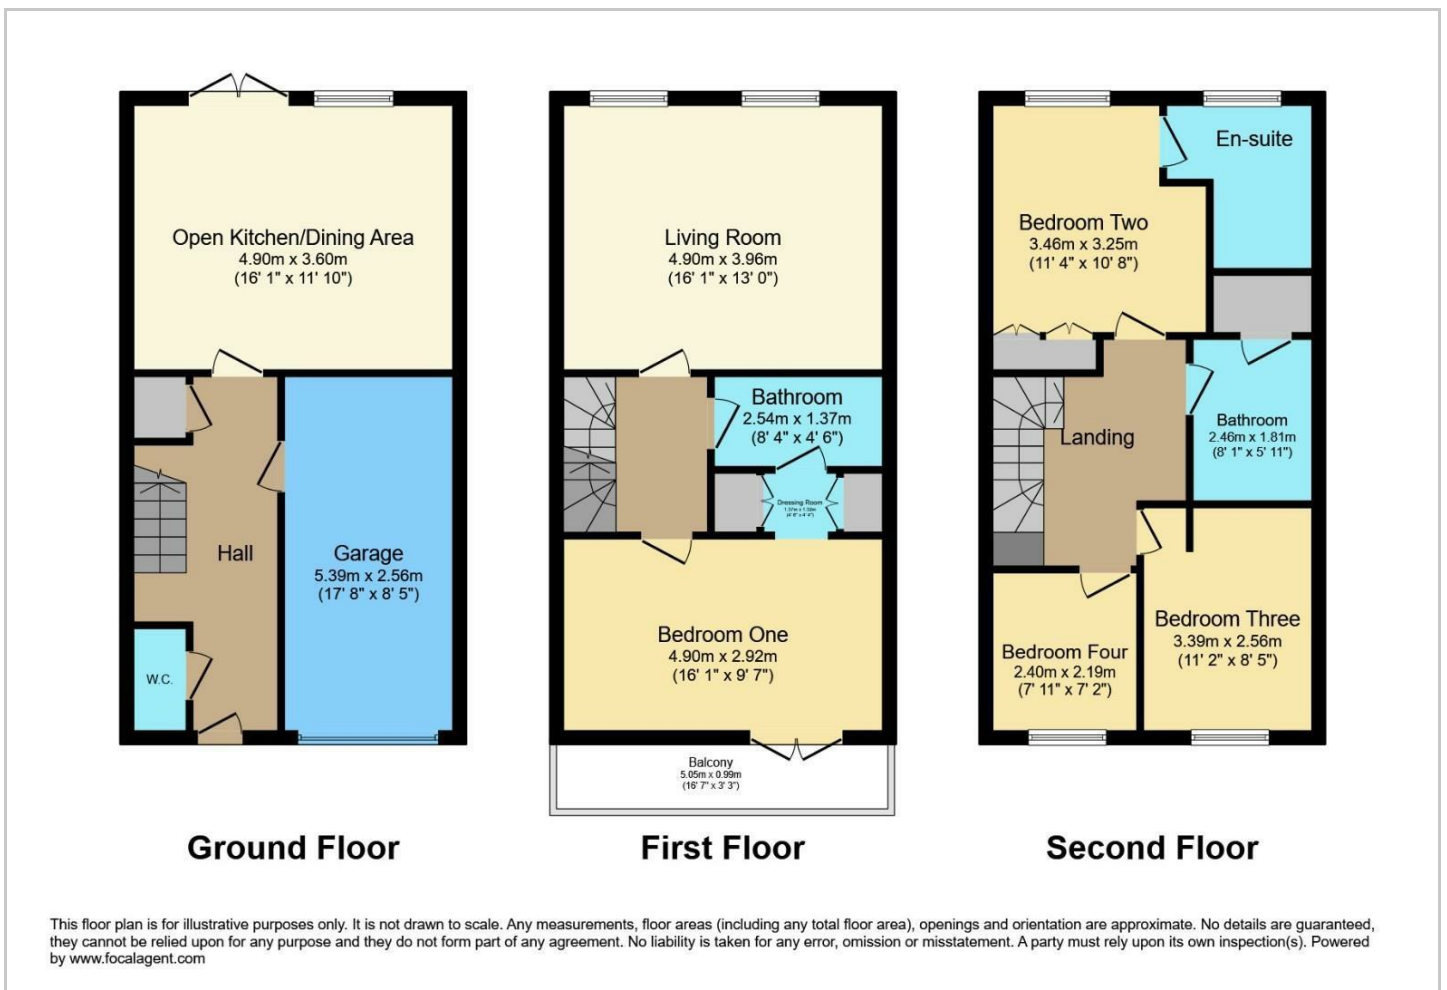 Open Kitchen/Dining Area
4.90m x 3.60m
(16' 1" x 11' 10")
Hall
Garage
5.39m x 2.56m
(17' 8" x 8' 5")
W.C.
Ground Floor
Living Room
4.90m x 3.96m
(16' 1" x 13' 0")
Bathroom
2.54m x 1.37m
(8' 4" x 4' 6")
Dressing Room
Bedroom One
4.90m x 2.92m
(16' 1" x 9' 7")
Balcony
5.05m x 0.99m
(16' 7" x 3' 3")
First Floor
En-suite
Bedroom Two
3.46m x 3.25m
(11' 4" x 10' 8")
Bathroom
2.46m x 1.81m
(8' 1" x 5' 11")
Landing
Bedroom Three
3.39m x 2.56m
(11' 2" x 8' 5")
Bedroom Four
2.40m x 2.19m
(7' 11" x 7' 2")
Second Floor
This floor plan is for illustrative purposes only. It is not drawn to scale. Any measurements, floor areas (including any total floor area), openings and orientation are approximate. No details are guaranteed,
they cannot be relied upon for any purpose and they do not form part of any agreement. No liability is taken for any error, omission or misstatement. A party must rely upon its own inspection(s). Powered
by www.focalagent.com